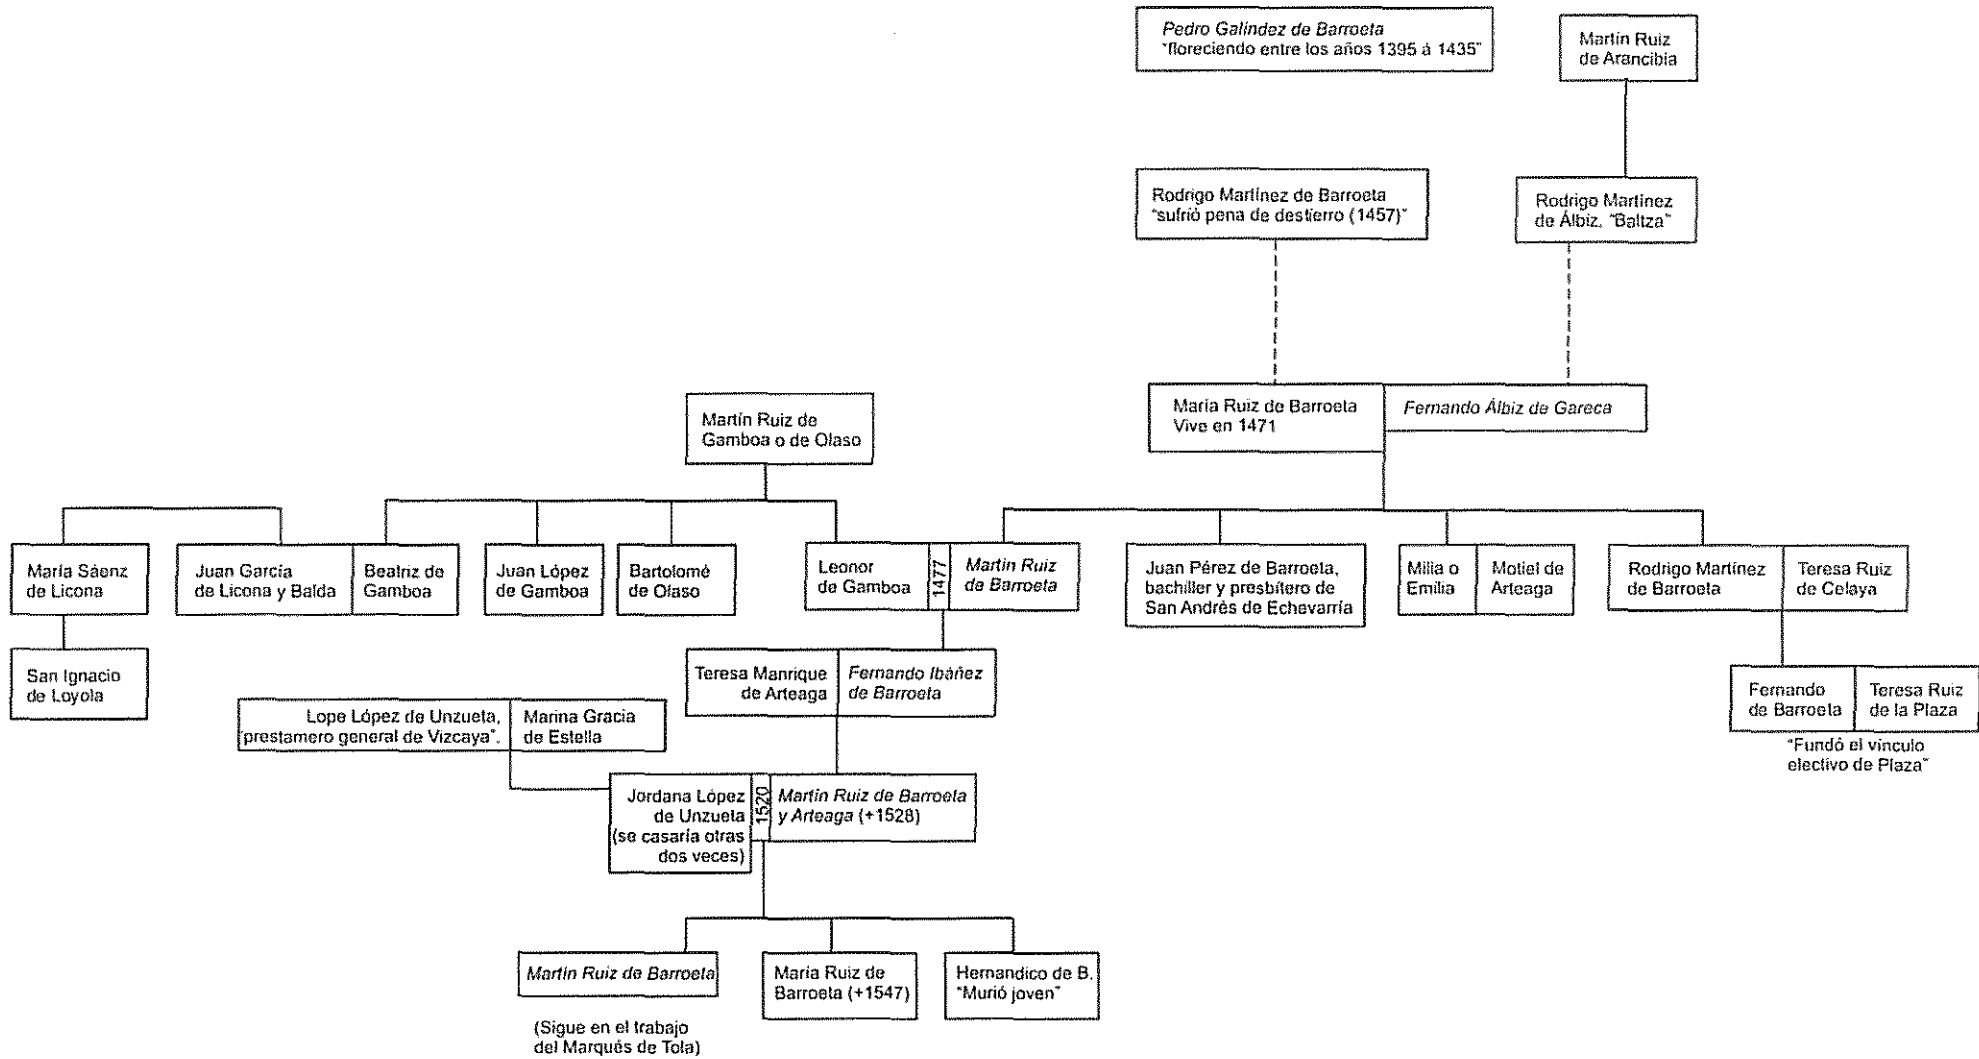 Pedro Galíndez de Barroeta
"floreciendo entre los años 1395 á 1435"
Martín Ruiz
de Arancibia
Rodrigo Martínez de Barroeta
"sufrió pena de destierro (1457)"
Rodrigo Martínez
de Álbiz, "Baltza"
María Ruiz de Barroeta
Vive en 1471
Fernando Álbiz de Gareca
Martín Ruiz de
Gamboa o de Olaso
María Sáenz
de Licona
Juan García
de Licona y Balda
Beatriz de
Gamboa
Juan López
de Gamboa
Bartolomé
de Olaso
Leonor
de Gamboa
1477
Martín Ruiz
de Barroeta
Juan Pérez de Barroeta,
bachiller y presbítero de
San Andrés de Echevarría
Milia o
Emilia
Motiel de
Arteaga
Rodrigo Martínez
de Barroeta
Teresa Ruiz
de Celaya
San Ignacio
de Loyola
Teresa Manrique
de Arteaga
Fernando Ibáñez
de Barroeta
Fernando
de Barroeta
Teresa Ruiz
de la Plaza
"Fundó el vínculo
electivo de Plaza"
Lope López de Unzueta,
prestamero general de Vizcaya".
Marina Gracia
de Estella
Jordana López
de Unzueta
(se casaría otras
dos veces)
1520
Martín Ruiz de Barroeta
y Arteaga (+1528)
Martín Ruiz de Barroeta
María Ruiz de
Barroeta (+1547)
Hernandico de B.
"Murió joven"
(Sigue en el trabajo
del Marqués de Tola)